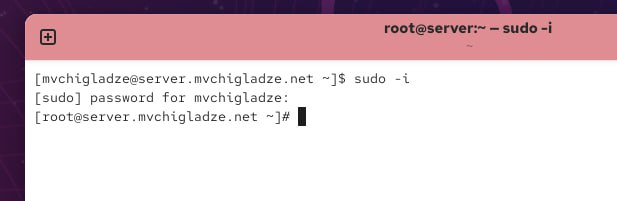 root@server:~ — sudo -i
~
[mvchigladze@server.mvchigladze.net ~]$ sudo -i
[sudo] password for mvchigladze:
[root@server.mvchigladze.net ~]#